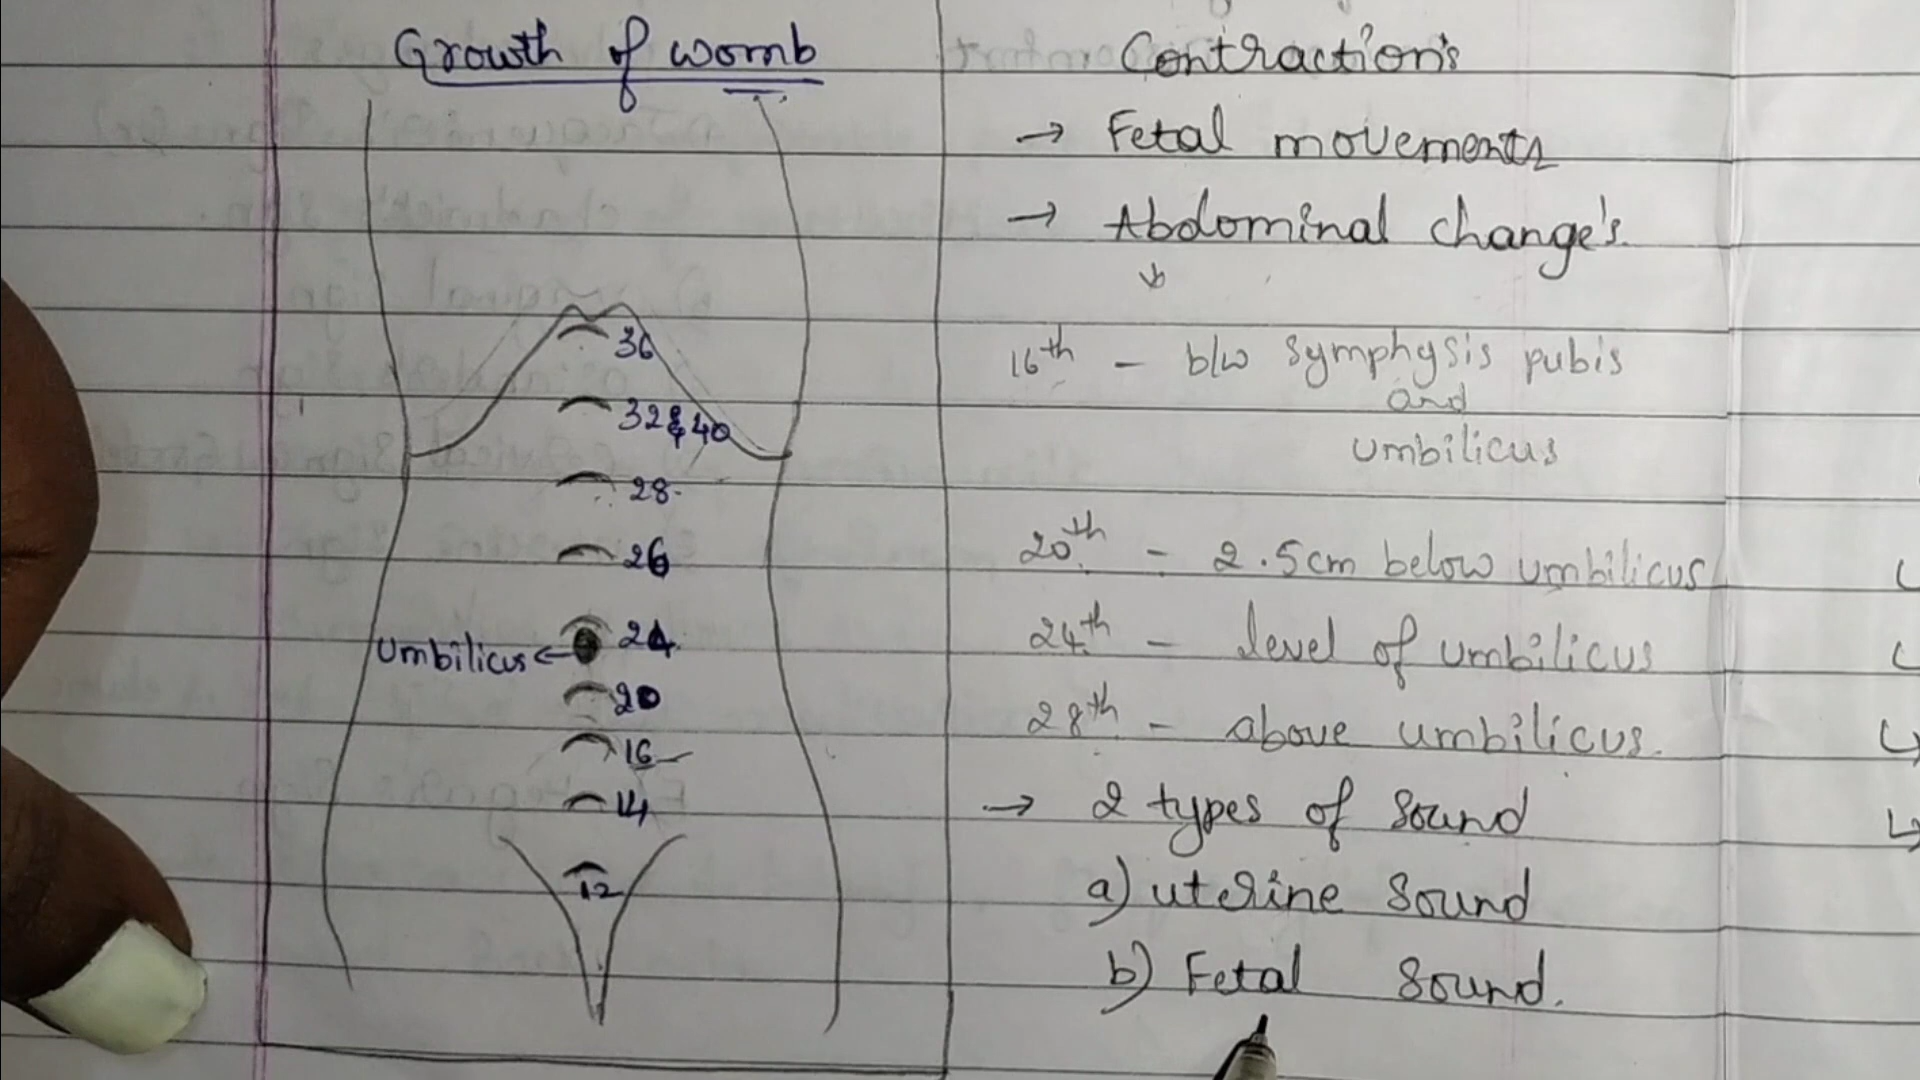 Growth of womb
36
32 & 40
28.
26
24
Umbilicus ←
20
16 –
14
12
Contraction's
→ Fetal movements
→ Abdominal change's.
↓
16th – b/w Symphysis pubis
and
umbilicus
20th – 2.5cm below umbilicus
24th – level of umbilicus
28th – above umbilicus.
→ 2 types of Sound
a) uterine Sound
b) Fetal Sound.